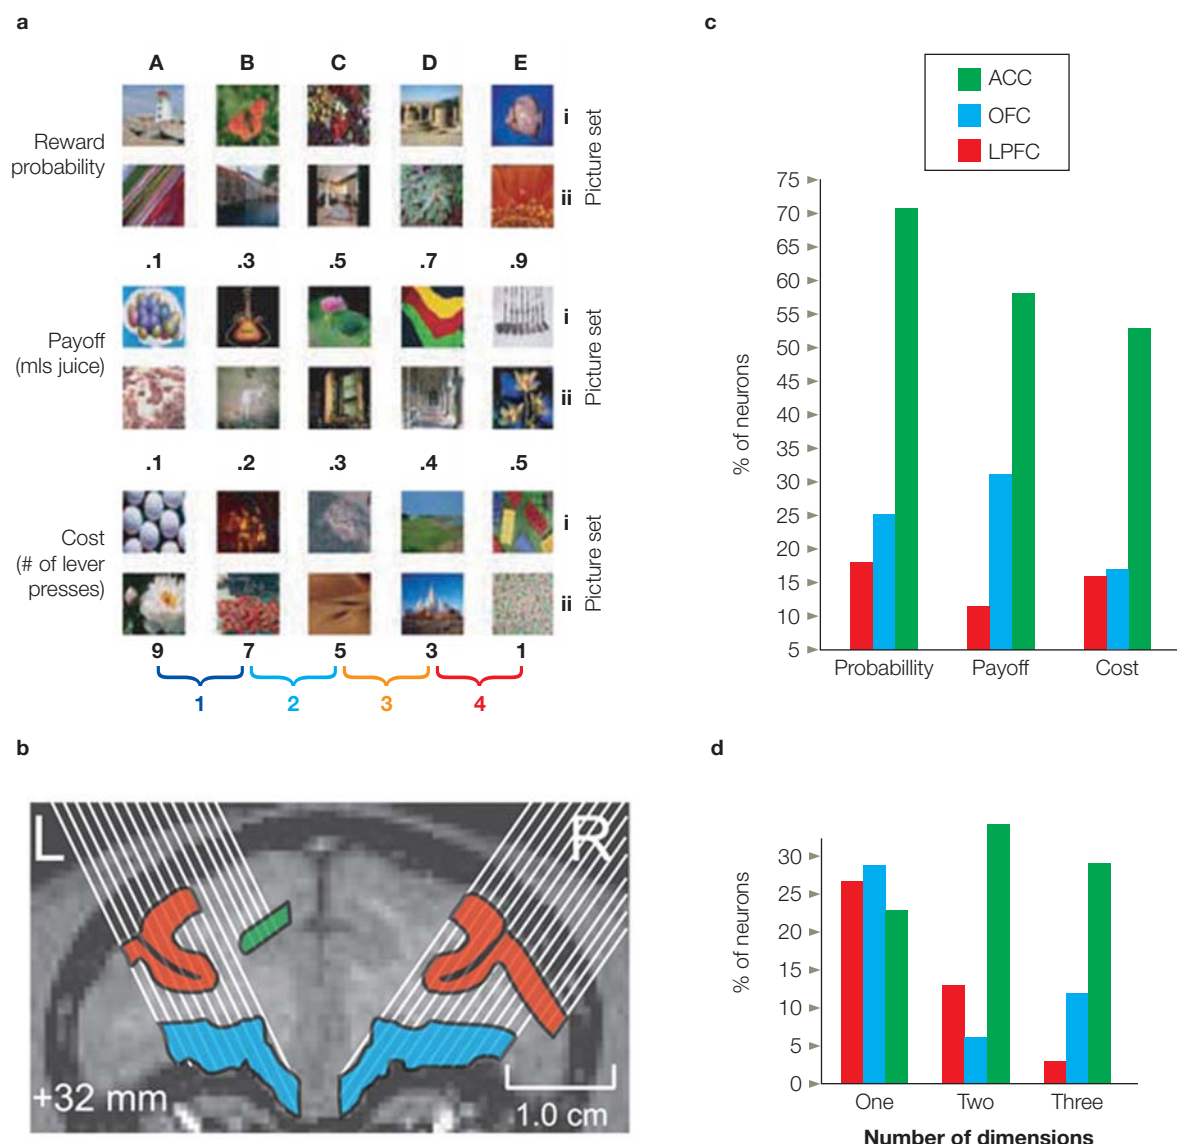 a
A B C D E
Reward
probability
i
ii
Picture set
.1 .3 .5 .7 .9
Payoff
(mls juice)
i
ii
Picture set
.1 .2 .3 .4 .5
Cost
(# of lever
presses)
i
ii
Picture set
9 7 5 3 1
1 2 3 4
b
L R
+32 mm
1.0 cm
c
ACC
OFC
LPFC
% of neurons
75
70
65
60
55
50
45
40
35
30
25
20
15
10
5
Probabillity Payoff Cost
d
% of neurons
30
25
20
15
10
5
0
One Two Three
Number of dimensions